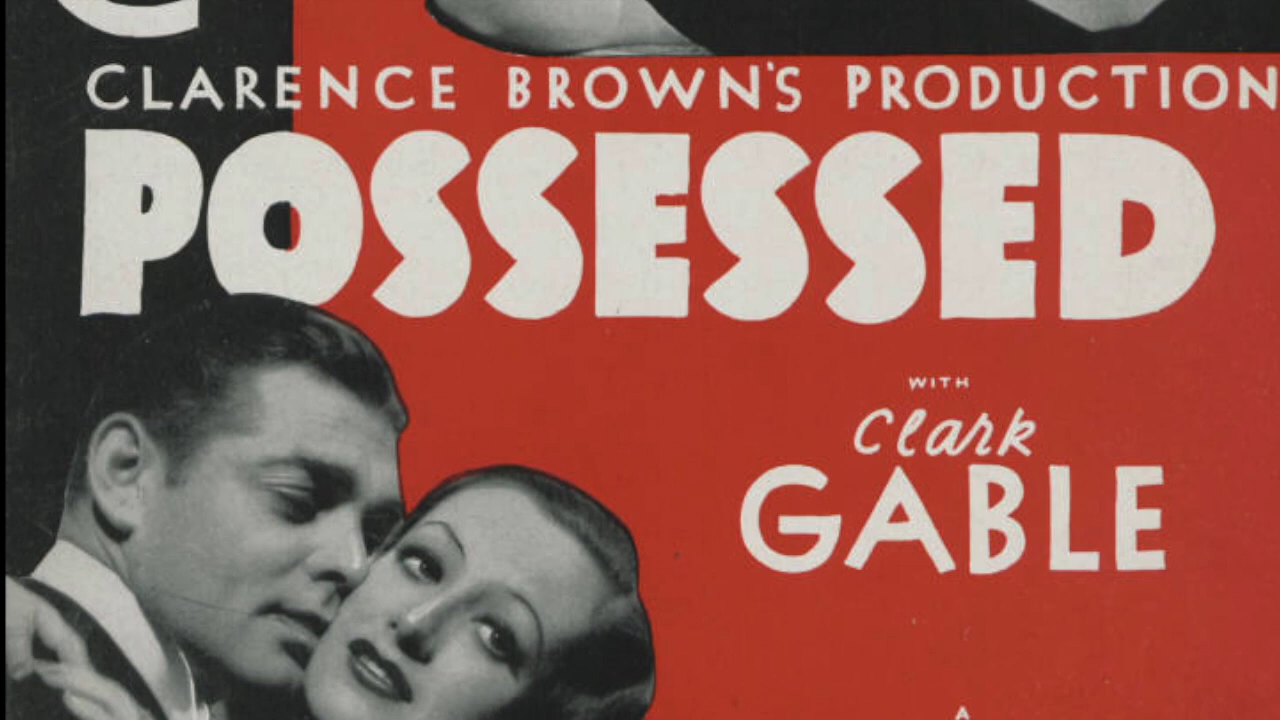 CLARENCE BROWN'S PRODUCTION
POSSESSED
WITH
Clark
GABLE
A